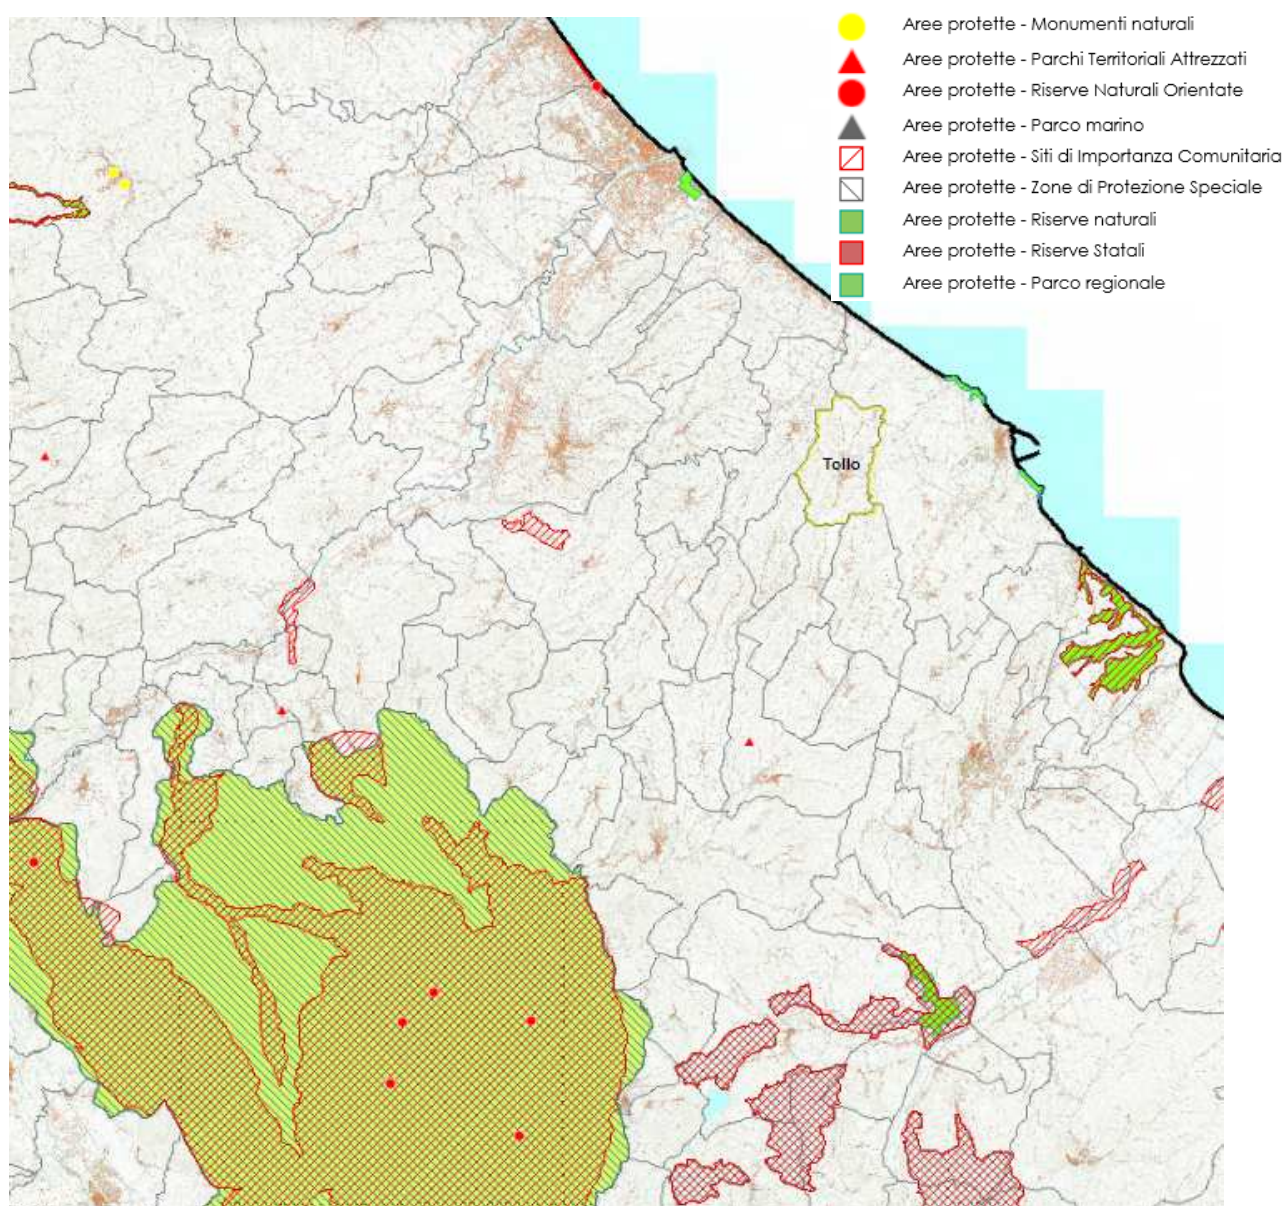 Aree protette - Monumenti naturali
Aree protette - Parchi Territoriali Attrezzati
Aree protette - Riserve Naturali Orientate
Aree protette - Parco marino
Aree protette - Siti di Importanza Comunitaria
Aree protette - Zone di Protezione Speciale
Aree protette - Riserve naturali
Aree protette - Riserve Statali
Aree protette - Parco regionale
Tollo